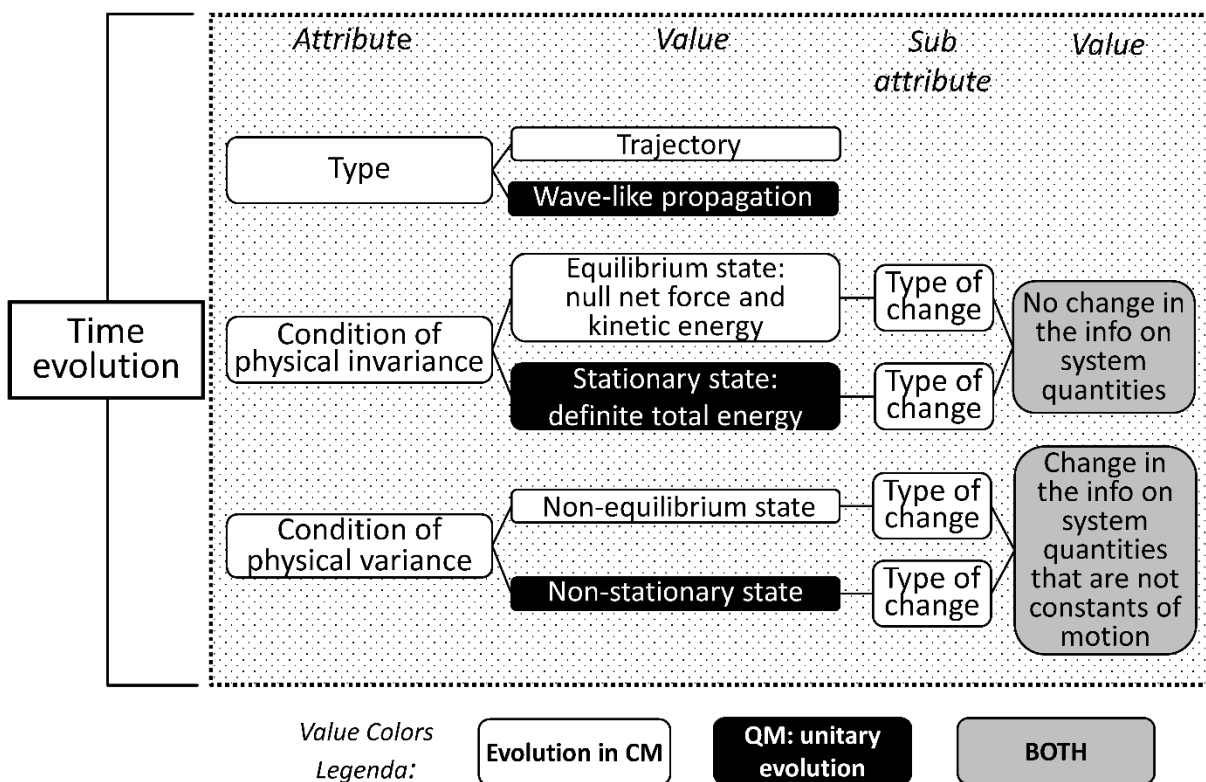 Attribute
Value
Sub
attribute
Value
Time
evolution
Type
Trajectory
Wave-like propagation
Condition of
physical invariance
Equilibrium state:
null net force and
kinetic energy
Type of
change
Stationary state:
definite total energy
Type of
change
No change in
the info on
system
quantities
Condition of
physical variance
Non-equilibrium state
Type of
change
Non-stationary state
Type of
change
Change in
the info on
system
quantities
that are not
constants of
motion
Value Colors
Legenda:
Evolution in CM
QM: unitary
evolution
BOTH